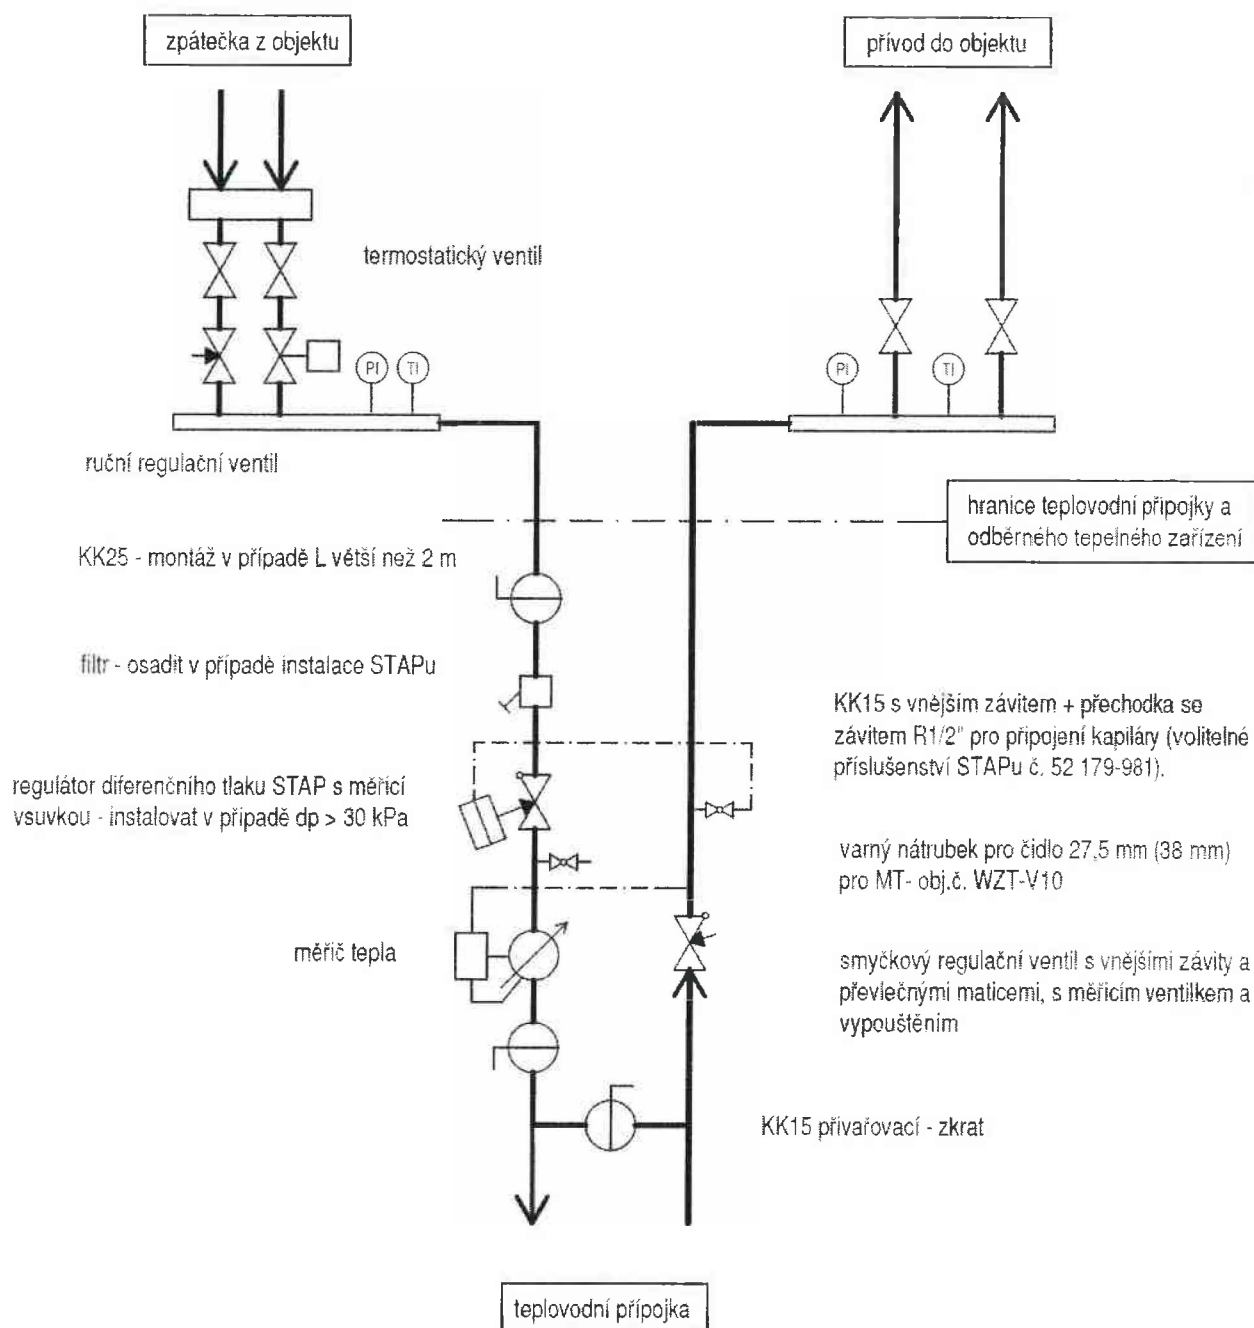 zpátečka z objektu
přívod do objektu
termostatický ventil
PI
TI
PI
TI
ruční regulační ventil
hranice teplovodní přípojky a
odběrného tepelného zařízení
KK25 - montáž v případě L větší než 2 m
filtr - osadit v případě instalace STAPu
KK15 s vnějším závitem + přechodka se
závitem R1/2" pro připojení kapiláry (volitelné
příslušenství STAPu č. 52 179-981).
regulátor diferenčního tlaku STAP s měřicí
vsuvkou - instalovat v případě dp > 30 kPa
varný nátrubek pro čidlo 27,5 mm (38 mm)
pro MT- obj.č. WZT-V10
měřič tepla
smyčkový regulační ventil s vnějšími závity a
převlečnými maticemi, s měřicím ventilkem a
vypouštěním
KK15 přivařovací - zkrat
teplovodní přípojka